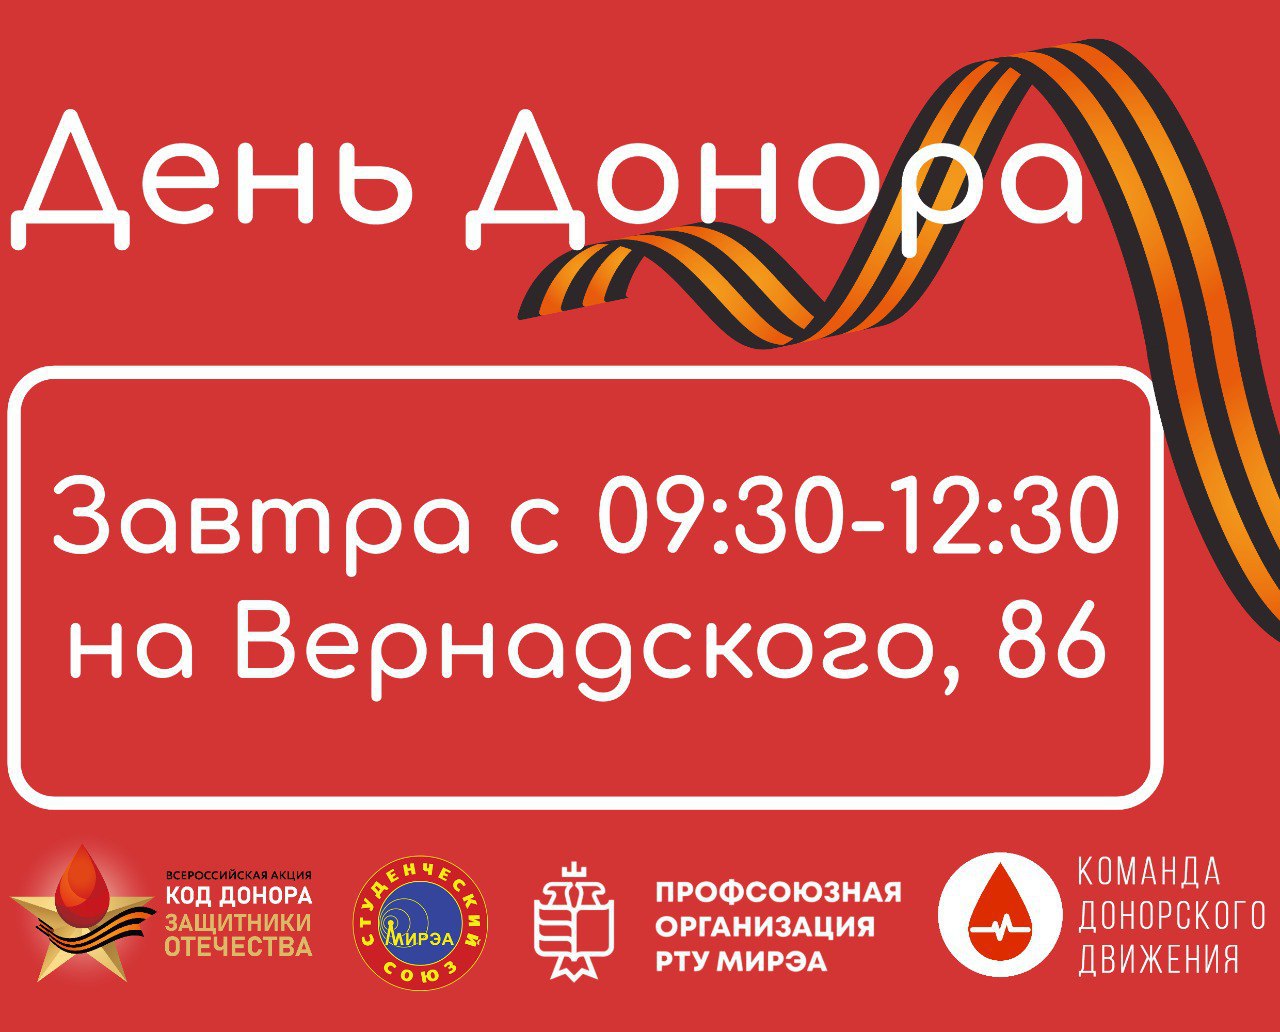 День Донора
Завтра с 09:30-12:30
на Вернадского, 86
ВСЕРОССИЙСКАЯ АКЦИЯ
КОД ДОНОРА
ЗАЩИТНИКИ
ОТЕЧЕСТВА
СТУДЕНЧЕСКИЙ
МИРЭА
СОЮЗ
ПРОФСОЮЗНАЯ
ОРГАНИЗАЦИЯ
РТУ МИРЭА
КОМАНДА
ДОНОРСКОГО
ДВИЖЕНИЯ